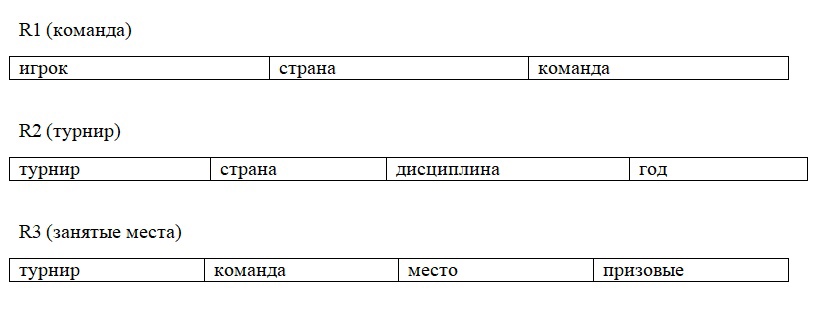 R1 (команда)
игрок страна команда
R2 (турнир)
турнир страна дисциплина год
R3 (занятые места)
турнир команда место призовые